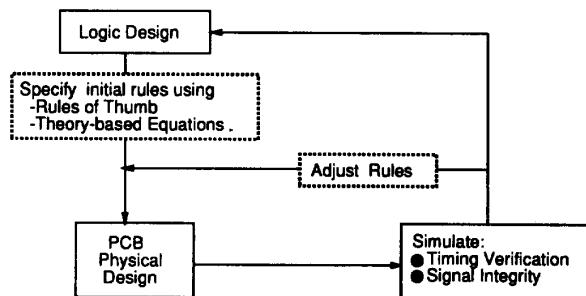 Logic Design
Specify initial rules using
-Rules of Thumb
-Theory-based Equations.
Adjust Rules
PCB
Physical
Design
Simulate:
● Timing Verification
● Signal Integrity